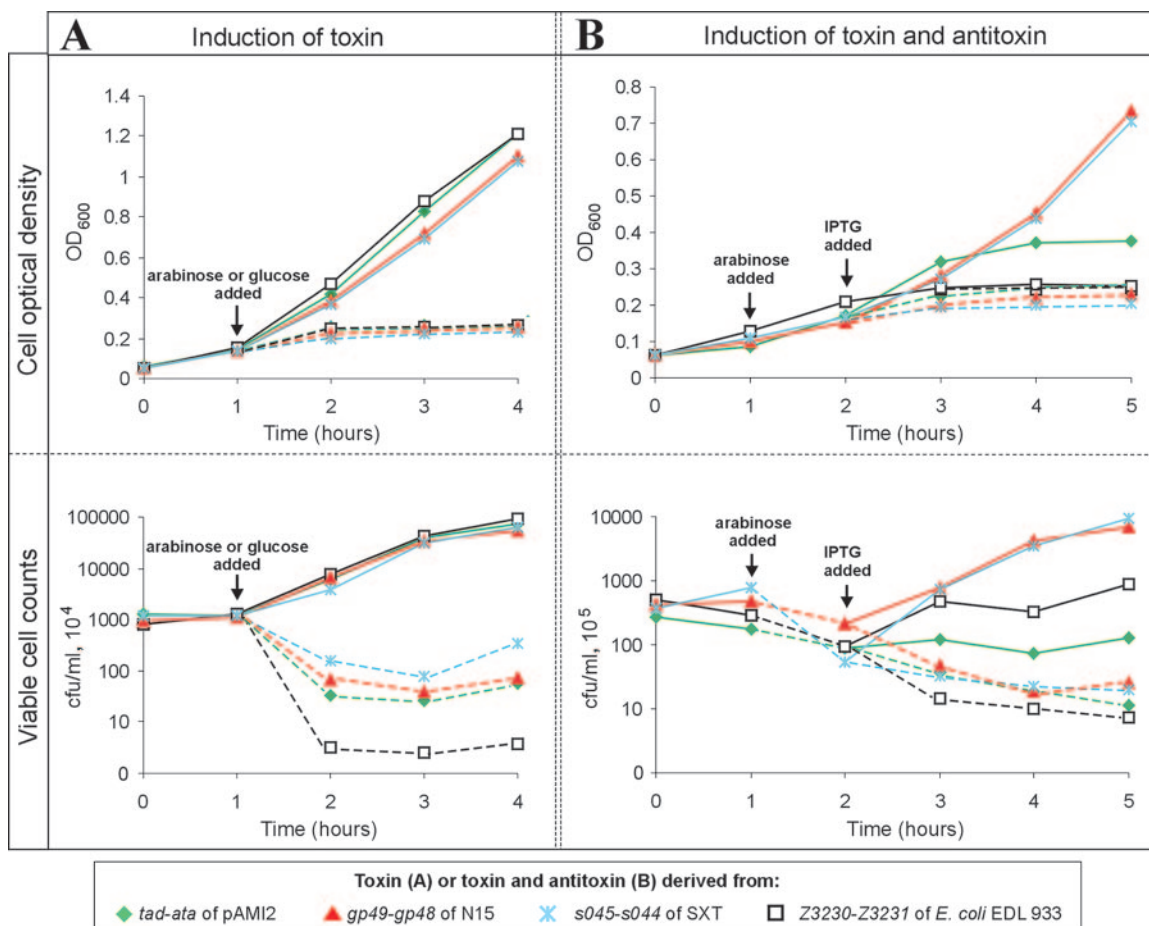 A
Induction of toxin
B
Induction of toxin and antitoxin
Cell optical density
OD600
1.4
1.2
1
0.8
0.6
0.4
0.2
0
arabinose or glucose
added
0 1 2 3 4
Time (hours)
OD600
0.8
0.7
0.6
0.5
0.4
0.3
0.2
0.1
0
arabinose
added
IPTG
added
0 1 2 3 4 5
Time (hours)
Viable cell counts
cfu/ml, 10^4
100000
10000
1000
100
10
0
arabinose or glucose
added
0 1 2 3 4
Time (hours)
cfu/ml, 10^5
10000
1000
100
10
0
arabinose
added
IPTG
added
0 1 2 3 4 5
Time (hours)
Toxin (A) or toxin and antitoxin (B) derived from:
tad-ata of pAMI2 gp49-gp48 of N15 s045-s044 of SXT Z3230-Z3231 of E. coli EDL 933